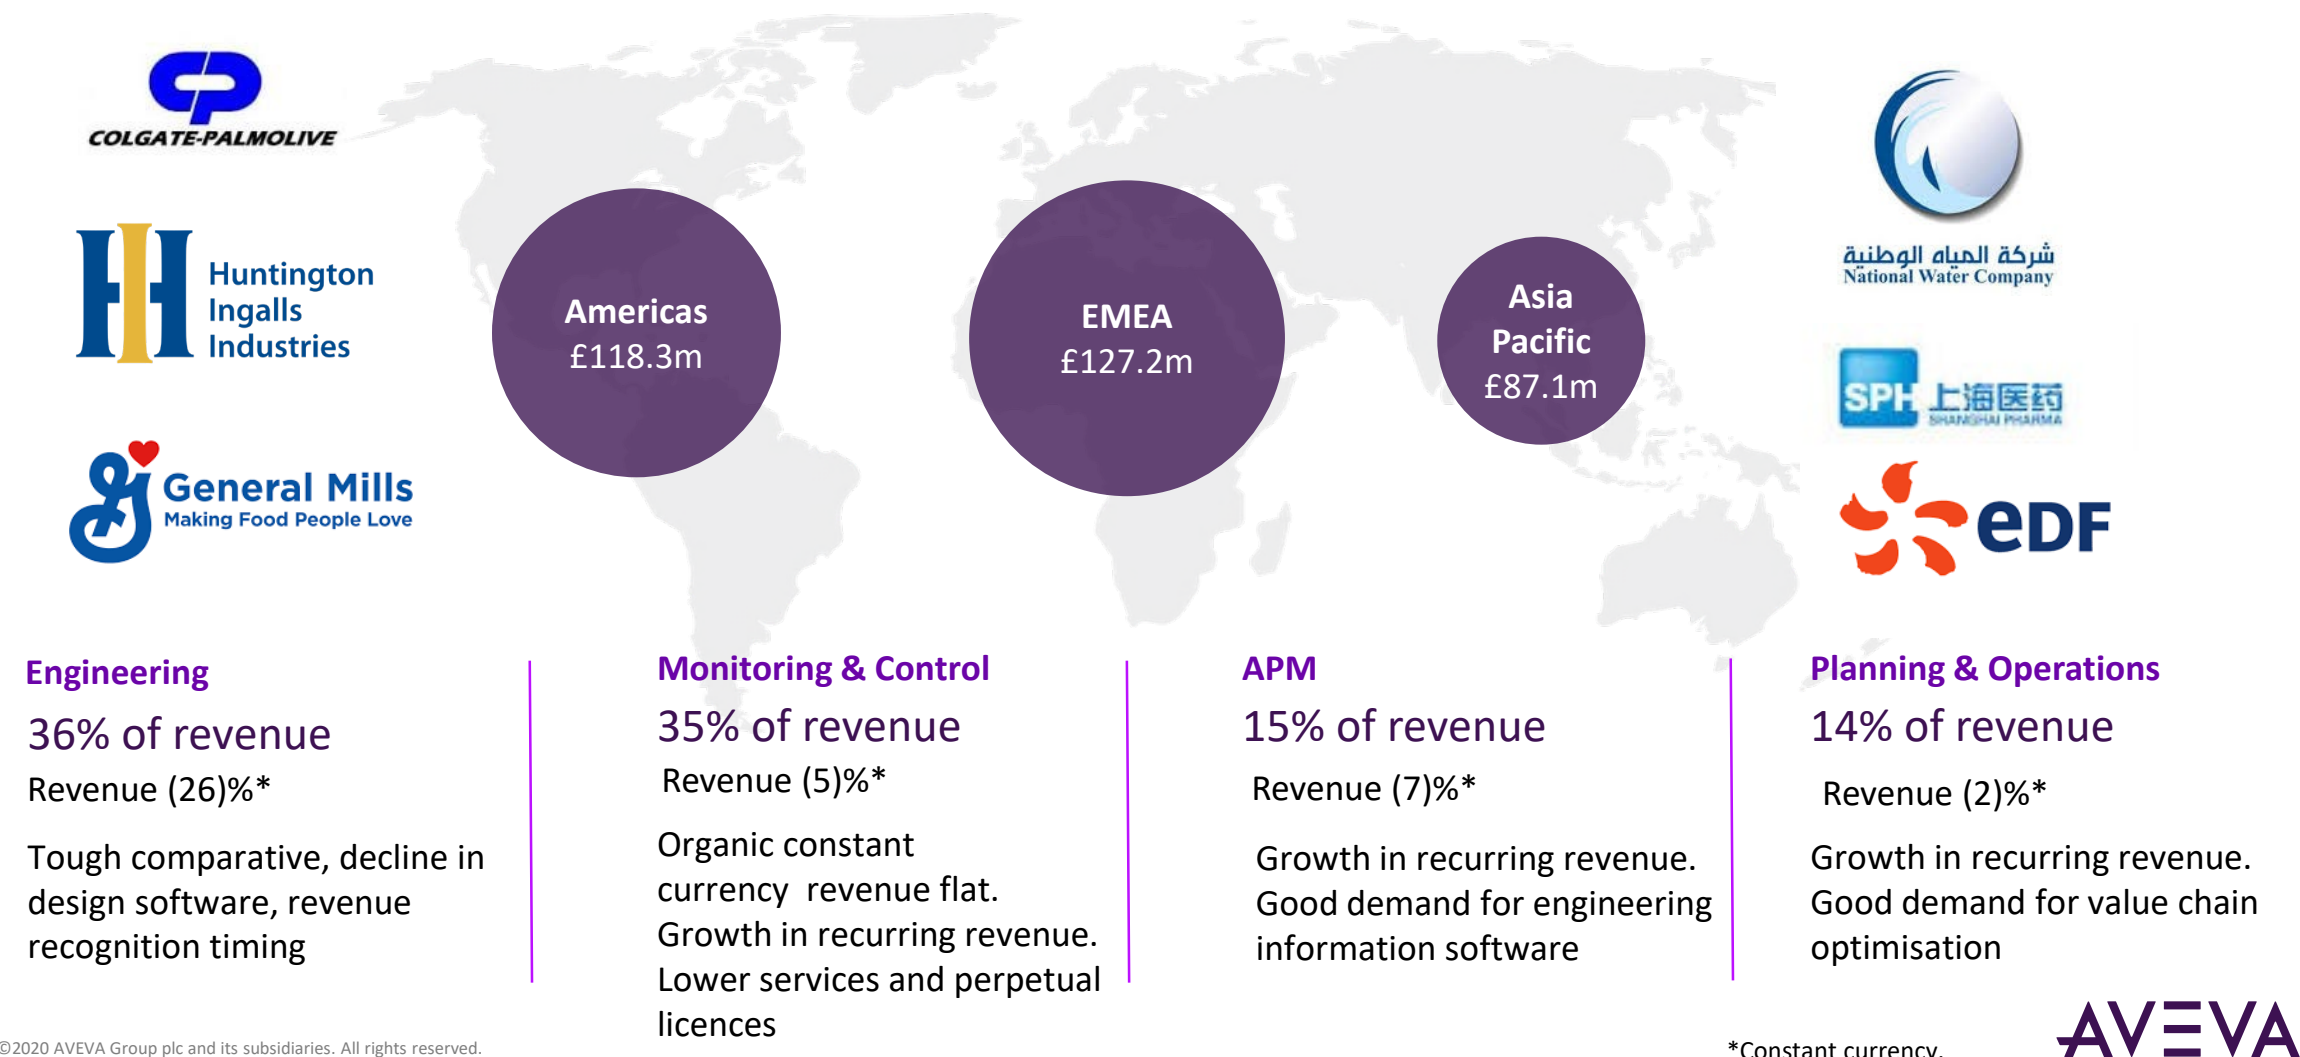 COLGATE-PALMOLIVE
Huntington
Ingalls
Industries
General Mills
Making Food People Love
Americas
£118.3m
EMEA
£127.2m
Asia
Pacific
£87.1m
شركة المياه الوطنية
National Water Company
SPH 上海医药
SHANGHAI PHARMA
eDF
Engineering
36% of revenue
Revenue (26)%*
Tough comparative, decline in
design software, revenue
recognition timing
Monitoring & Control
35% of revenue
Revenue (5)%*
Organic constant
currency revenue flat.
Growth in recurring revenue.
Lower services and perpetual
licences
APM
15% of revenue
Revenue (7)%*
Growth in recurring revenue.
Good demand for engineering
information software
Planning & Operations
14% of revenue
Revenue (2)%*
Growth in recurring revenue.
Good demand for value chain
optimisation
©2020 AVEVA Group plc and its subsidiaries. All rights reserved.
*Constant currency.
AVEVA